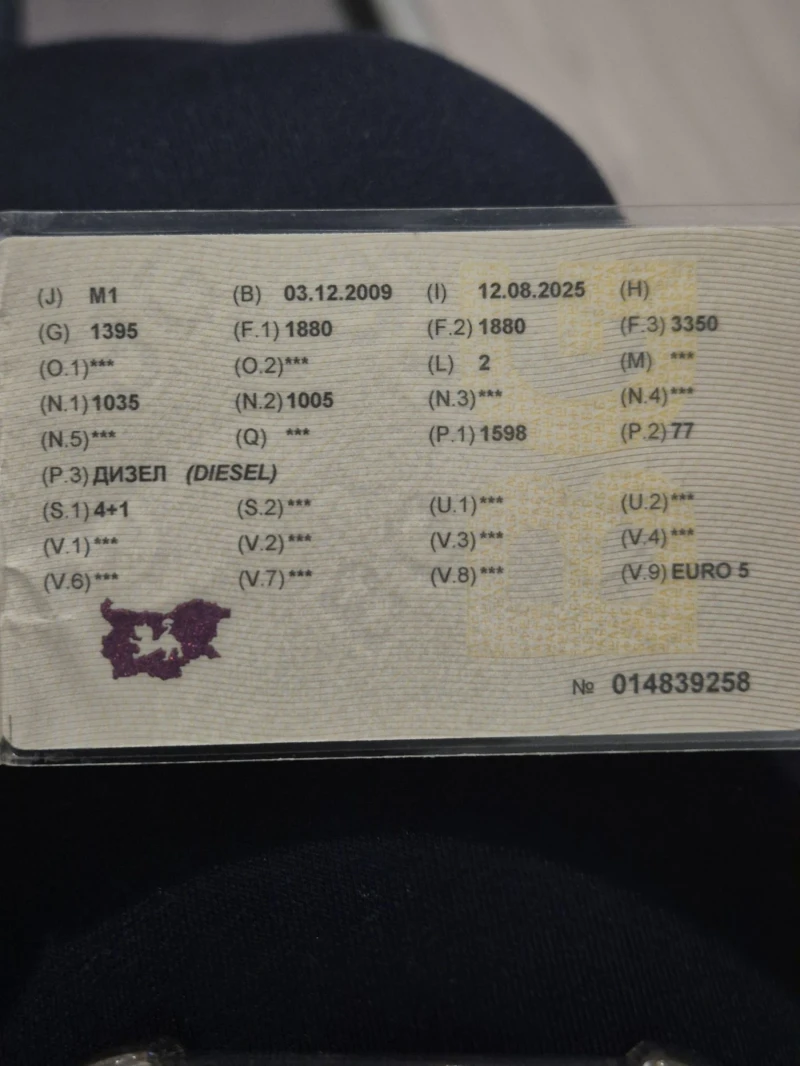 (J) M1 (B) 03.12.2009 (I) 12.08.2025 (H)
(G) 1395 (F.1) 1880 (F.2) 1880 (F.3) 3350
(O.1)*** (O.2)*** (L) 2 (M) ***
(N.1) 1035 (N.2) 1005 (N.3)*** (N.4)***
(N.5)*** (Q) *** (P.1) 1598 (P.2) 77
(P.3) ДИЗЕЛ (DIESEL)
(S.1) 4+1 (S.2)*** (U.1)*** (U.2)***
(V.1)*** (V.2)*** (V.3)*** (V.4)***
(V.6)*** (V.7)*** (V.8)*** (V.9) EURO 5
№ 014839258